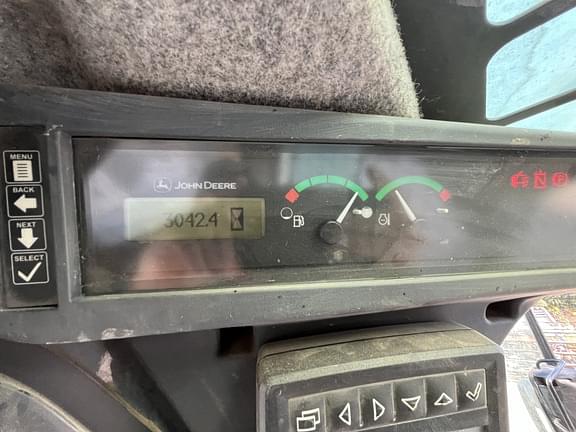 MENU
BACK
NEXT
SELECT
JOHN DEERE
3042.4